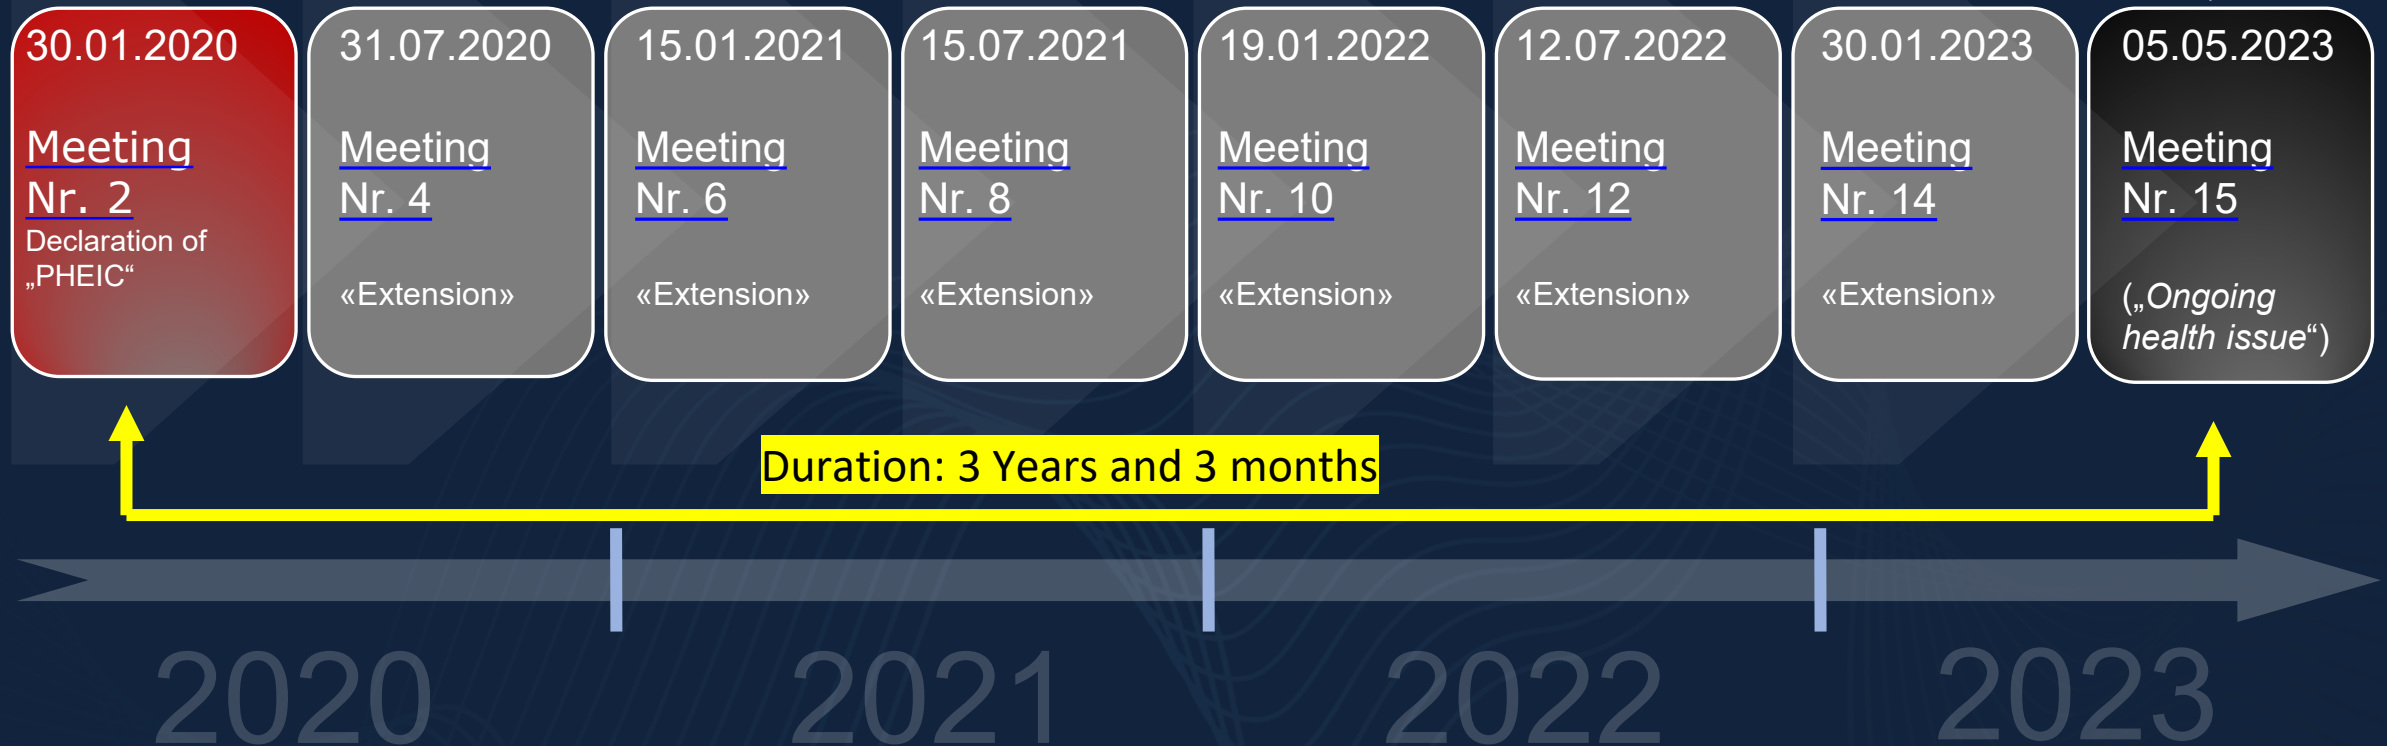 30.01.2020
Meeting
Nr. 2
Declaration of
„PHEIC“
31.07.2020
Meeting
Nr. 4
«Extension»
15.01.2021
Meeting
Nr. 6
«Extension»
15.07.2021
Meeting
Nr. 8
«Extension»
19.01.2022
Meeting
Nr. 10
«Extension»
12.07.2022
Meeting
Nr. 12
«Extension»
30.01.2023
Meeting
Nr. 14
«Extension»
05.05.2023
Meeting
Nr. 15
(„Ongoing
health issue“)
Duration: 3 Years and 3 months
2020
2021
2022
2023